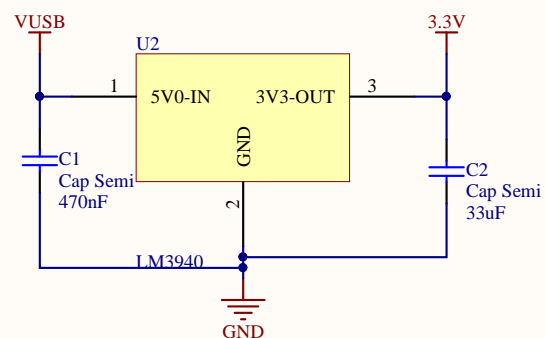 VUSB
3.3V
U2
1
5V0-IN
3V3-OUT
3
GND
C1
Cap Semi
470nF
C2
Cap Semi
33uF
2
LM3940
GND